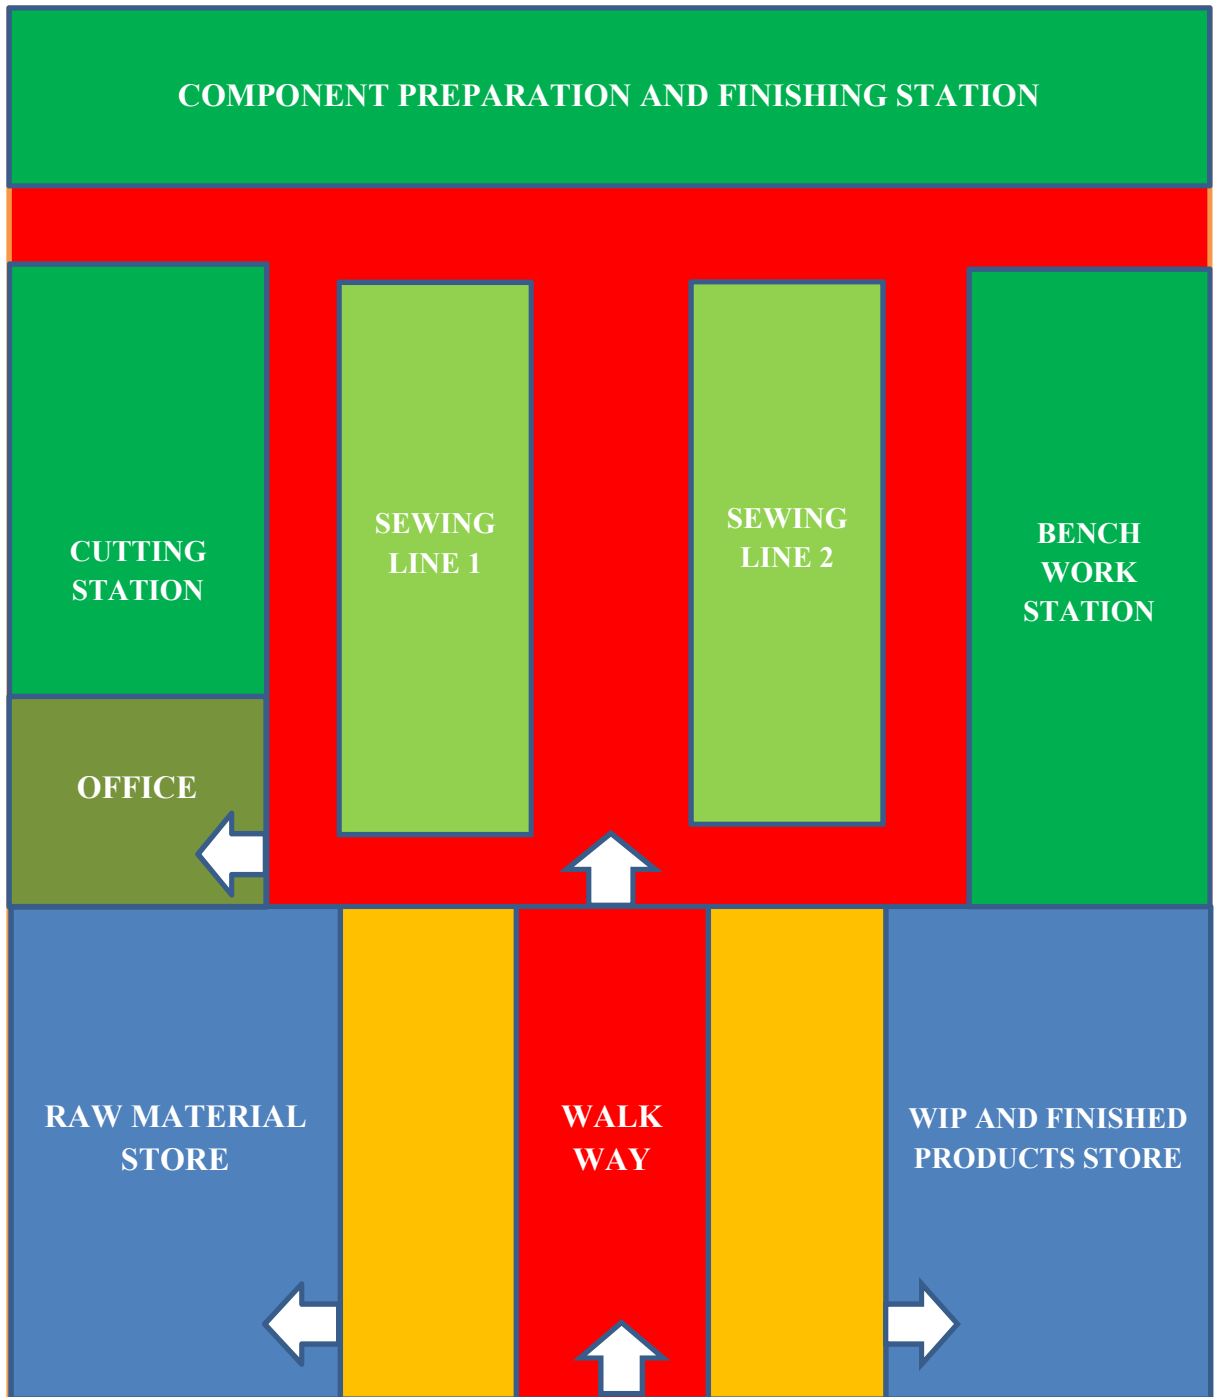 COMPONENT PREPARATION AND FINISHING STATION
CUTTING
STATION
SEWING
LINE 1
SEWING
LINE 2
BENCH
WORK
STATION
OFFICE
RAW MATERIAL
STORE
WALK
WAY
WIP AND FINISHED
PRODUCTS STORE